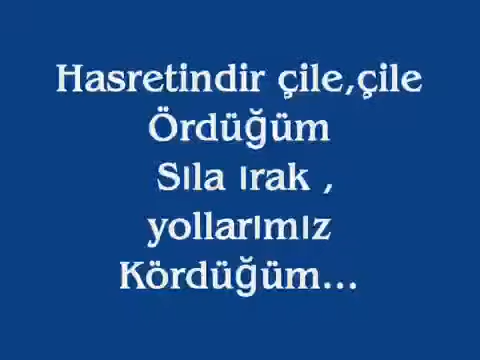 Hasretindir çile,çile
Ördüğüm
Sıla ırak ,
yollarımız
Kördüğüm...